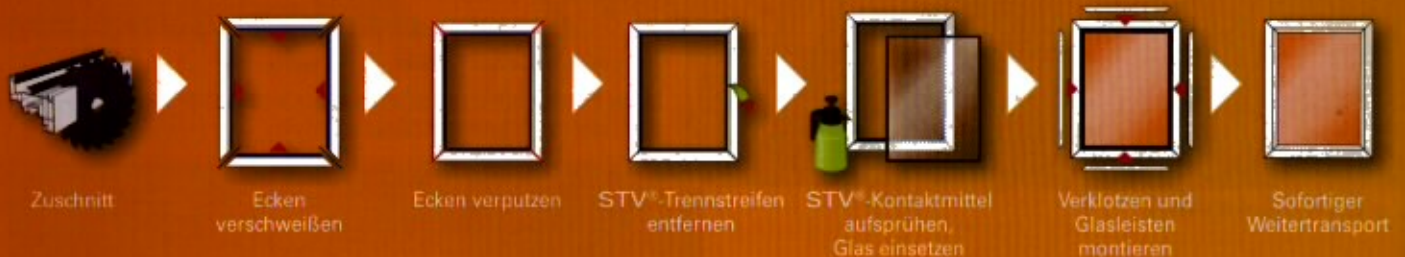 Zuschnitt
Ecken
verschweißen
Ecken verputzen
STV®-Trennstreifen
entfernen
STV®-Kontaktmittel
aufsprühen,
Glas einsetzen
Verklotzen und
Glasleisten
montieren
Sofortiger
Weitertransport